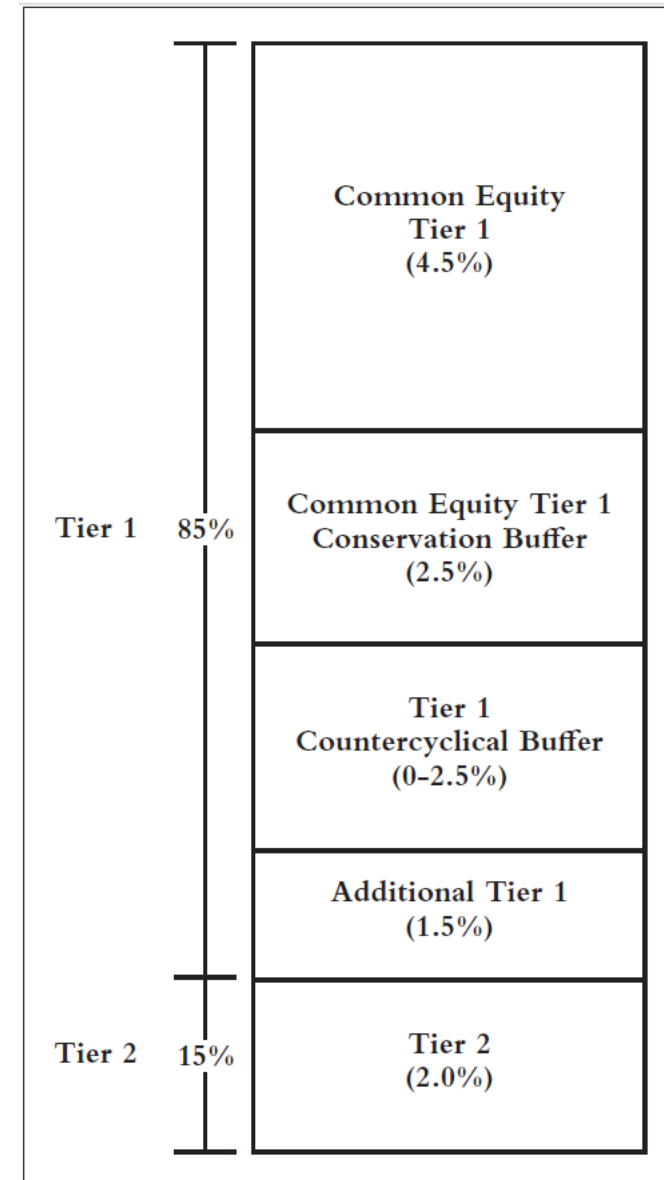 Common Equity
Tier 1
(4.5%)
Common Equity Tier 1
Conservation Buffer
(2.5%)
Tier 1 85%
Tier 1
Countercyclical Buffer
(0–2.5%)
Additional Tier 1
(1.5%)
Tier 2 15%
Tier 2
(2.0%)